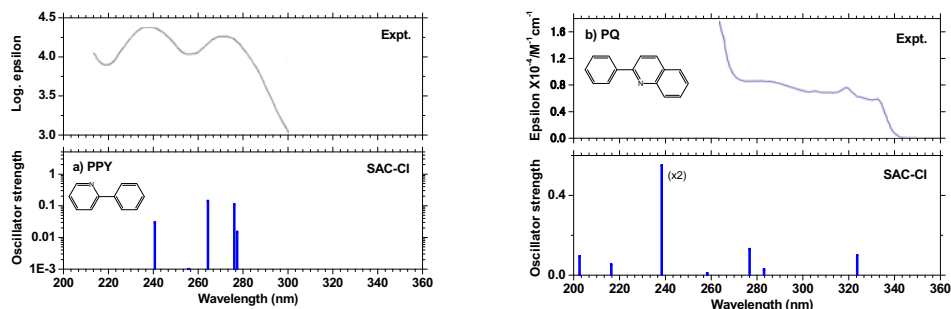 4.5
4.0
3.5
3.0
Log. epsilon
Expt.
a) PPY
SAC-CI
N
1
0.1
0.01
1E-3
Oscillator strength
200 220 240 260 280 300 320 340 360
Wavelength (nm)
b) PQ
Expt.
N
1.8
1.2
0.6
0.0
Epsilon X10⁻⁴/M⁻¹ cm⁻¹
SAC-CI
(x2)
0.4
0.0
Oscillator strength
200 220 240 260 280 300 320 340 360
Wavelength (nm)